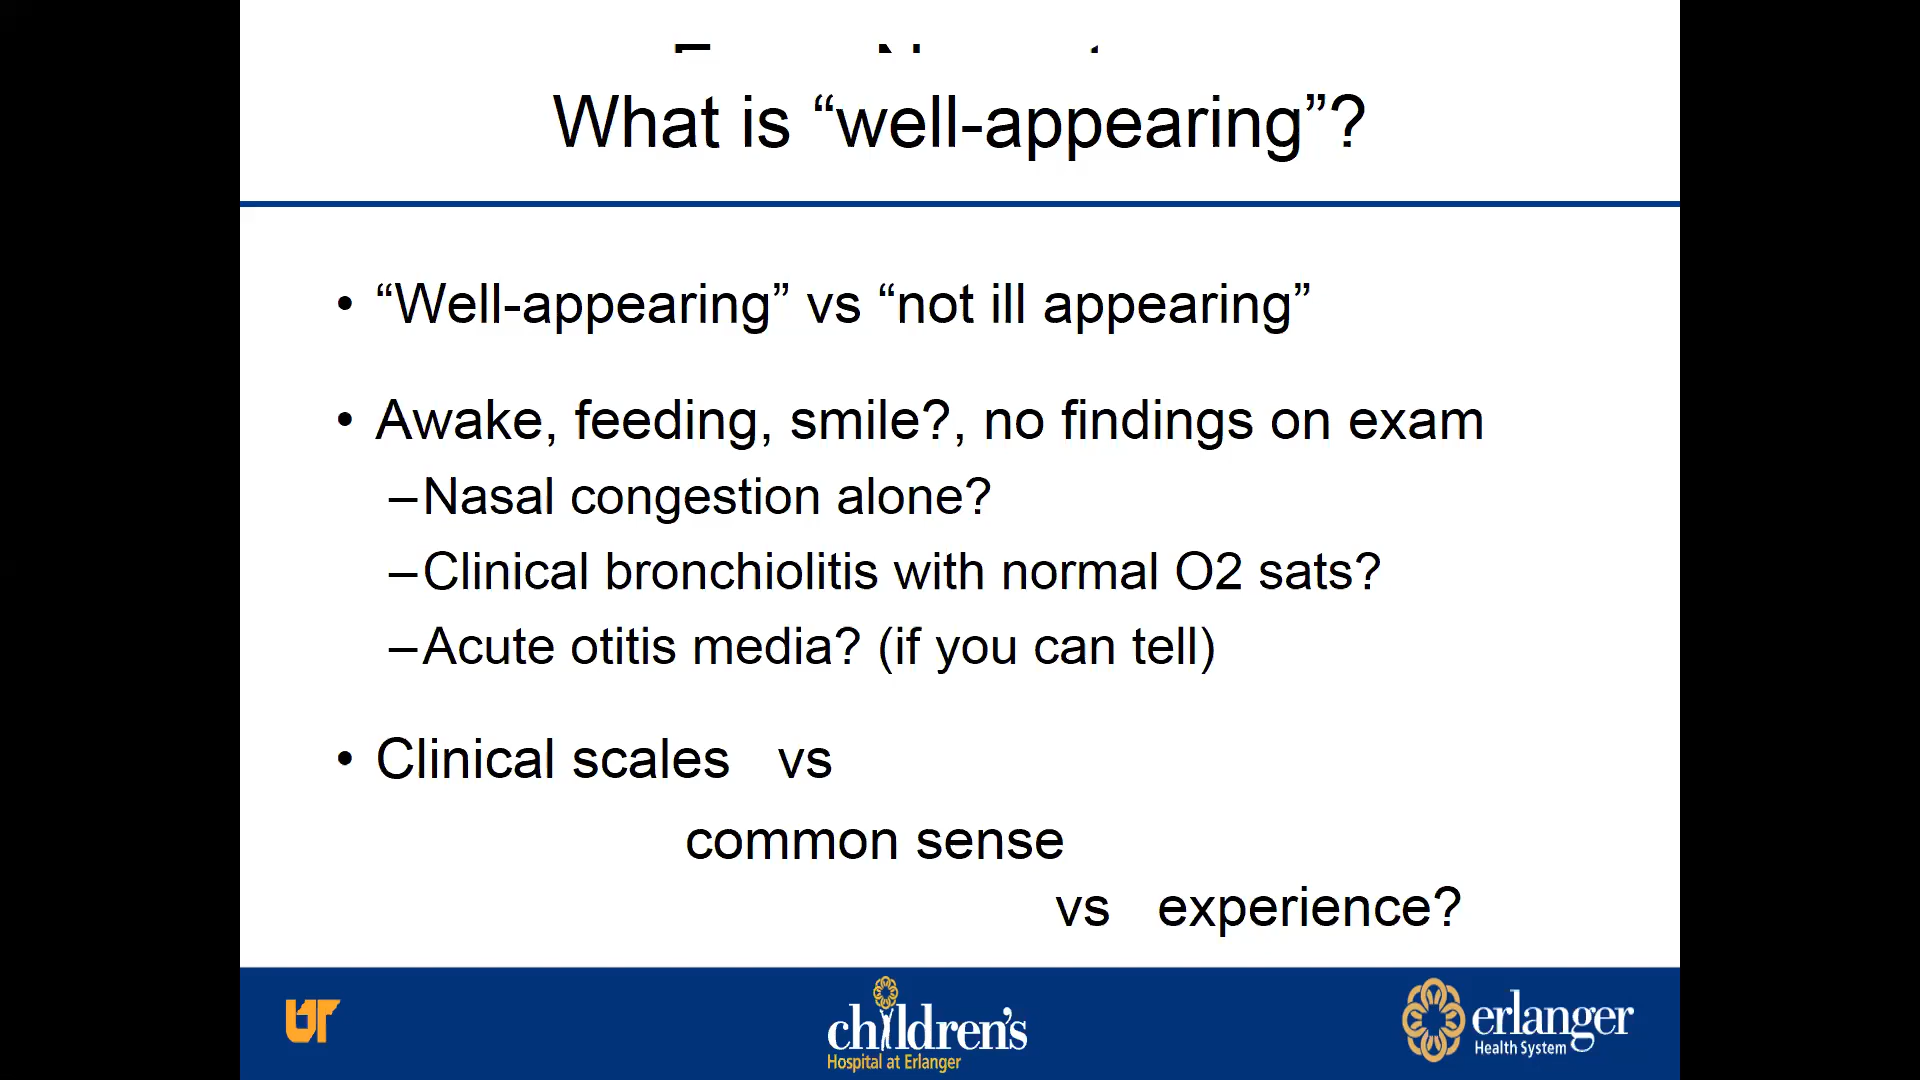 What is “well-appearing”?
• “Well-appearing” vs “not ill appearing”
• Awake, feeding, smile?, no findings on exam
–Nasal congestion alone?
–Clinical bronchiolitis with normal O2 sats?
–Acute otitis media? (if you can tell)
• Clinical scales vs
common sense
vs experience?
UT
children's
Hospital at Erlanger
erlanger
Health System